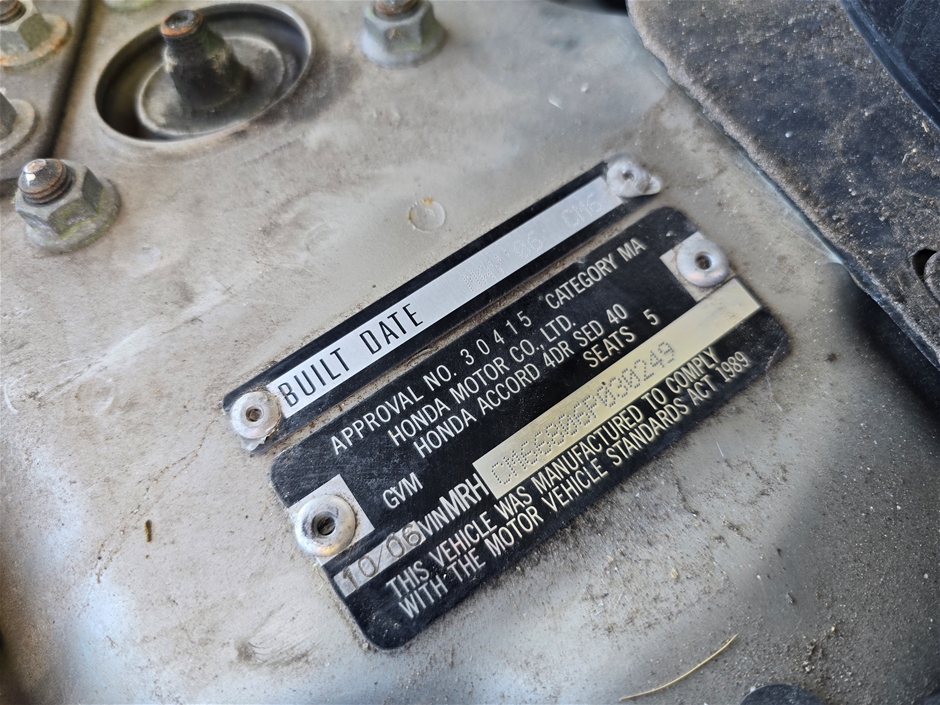 BUILT DATE
APPROVAL NO. 30415 CATEGORY MA
HONDA MOTOR CO., LTD.
HONDA ACCORD 4DR SED 40
GVM SEATS 5
10/06 VIN MRHCM66806P030249
THIS VEHICLE WAS MANUFACTURED TO COMPLY
WITH THE MOTOR VEHICLE STANDARDS ACT 1989